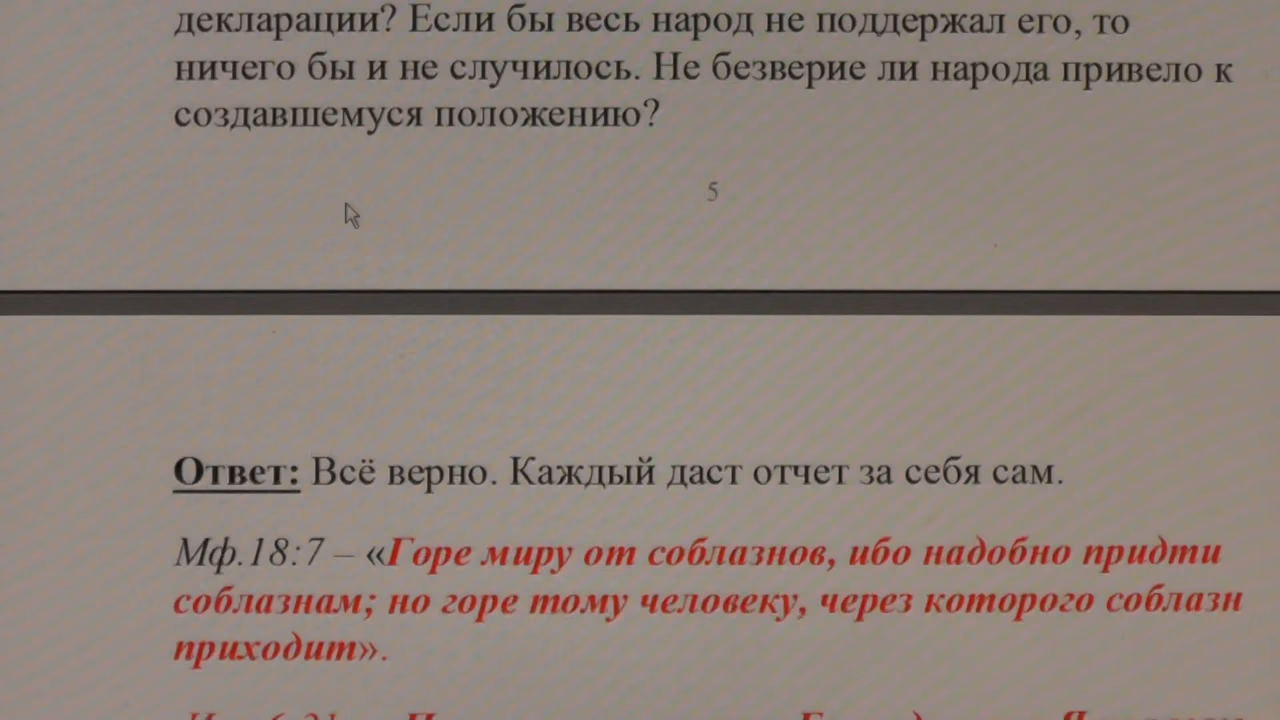 декларации? Если бы весь народ не поддержал его, то
ничего бы и не случилось. Не безверие ли народа привело к
создавшемуся положению?
5
Ответ: Всё верно. Каждый даст отчет за себя сам.
Мф.18:7 – «Горе миру от соблазнов, ибо надобно придти
соблазнам; но горе тому человеку, через которого соблазн
приходит».